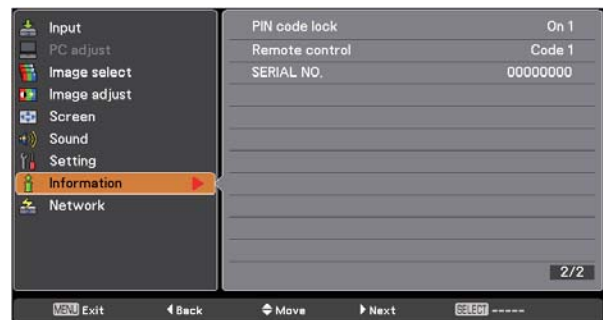 Input
PC adjust
Image select
Image adjust
Screen
Sound
Setting
Information
Network
PIN code lock On 1
Remote control Code 1
SERIAL NO. 00000000
2/2
MENU Exit Back Move Next SELECT -----